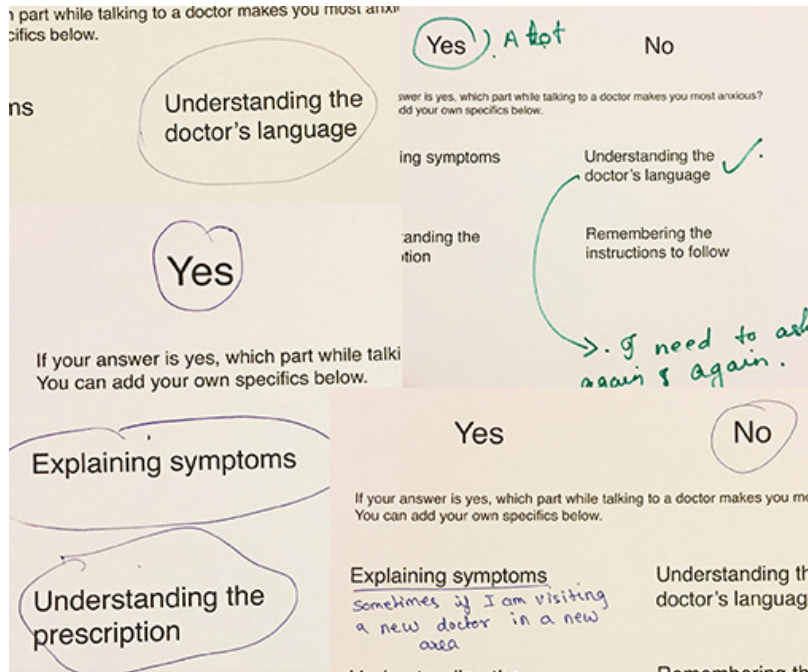 part while talking to a doctor makes you most
cifics below.
ms
Understanding the
doctor's language
Yes
If your answer is yes, which part while talki
You can add your own specifics below.
Explaining symptoms
Understanding the
prescription
Yes ). A lot
No
swer is yes, which part while talking to a doctor makes you most anxious?
dd your own specifics below.
ing symptoms
Understanding the
doctor's language
anding the
tion
Remembering the
instructions to follow
I need to ask
again & again.
Yes
No
If your answer is yes, which part while talking to a doctor makes you mo
You can add your own specifics below.
Explaining symptoms
Sometimes if I am visiting
a new doctor in a new
area
Understanding th
doctor's languag